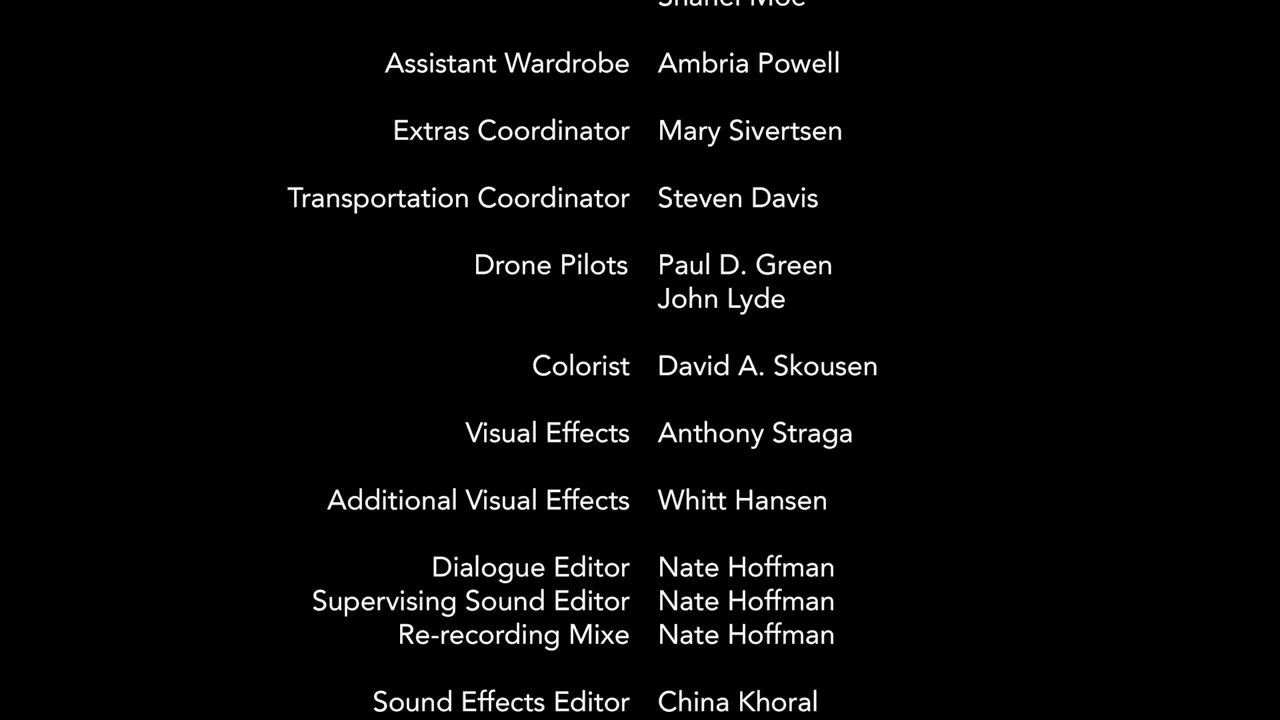 Assistant Wardrobe Ambria Powell
Extras Coordinator Mary Sivertsen
Transportation Coordinator Steven Davis
Drone Pilots Paul D. Green
John Lyde
Colorist David A. Skousen
Visual Effects Anthony Straga
Additional Visual Effects Whitt Hansen
Dialogue Editor Nate Hoffman
Supervising Sound Editor Nate Hoffman
Re-recording Mixe Nate Hoffman
Sound Effects Editor China Khoral